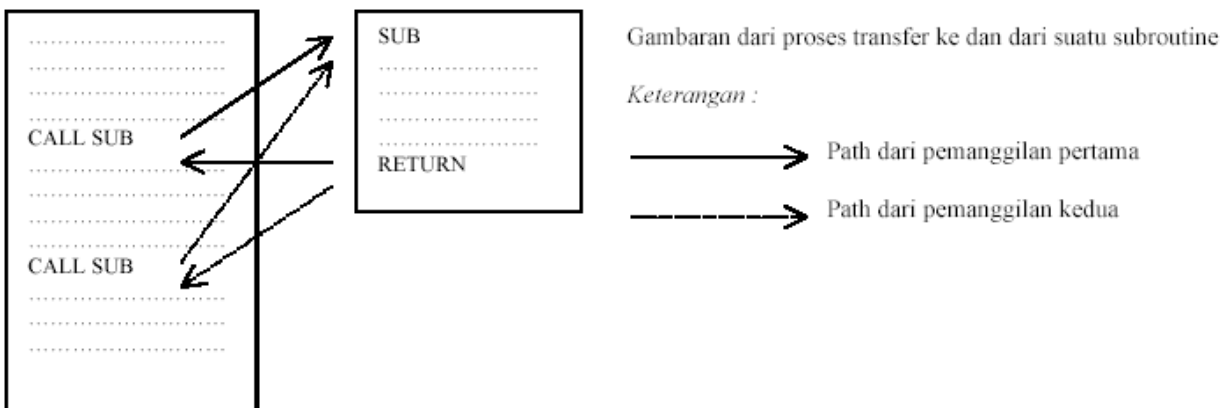 CALL SUB
CALL SUB
SUB
RETURN
Gambaran dari proses transfer ke dan dari suatu subroutine
Keterangan :
Path dari pemanggilan pertama
Path dari pemanggilan kedua